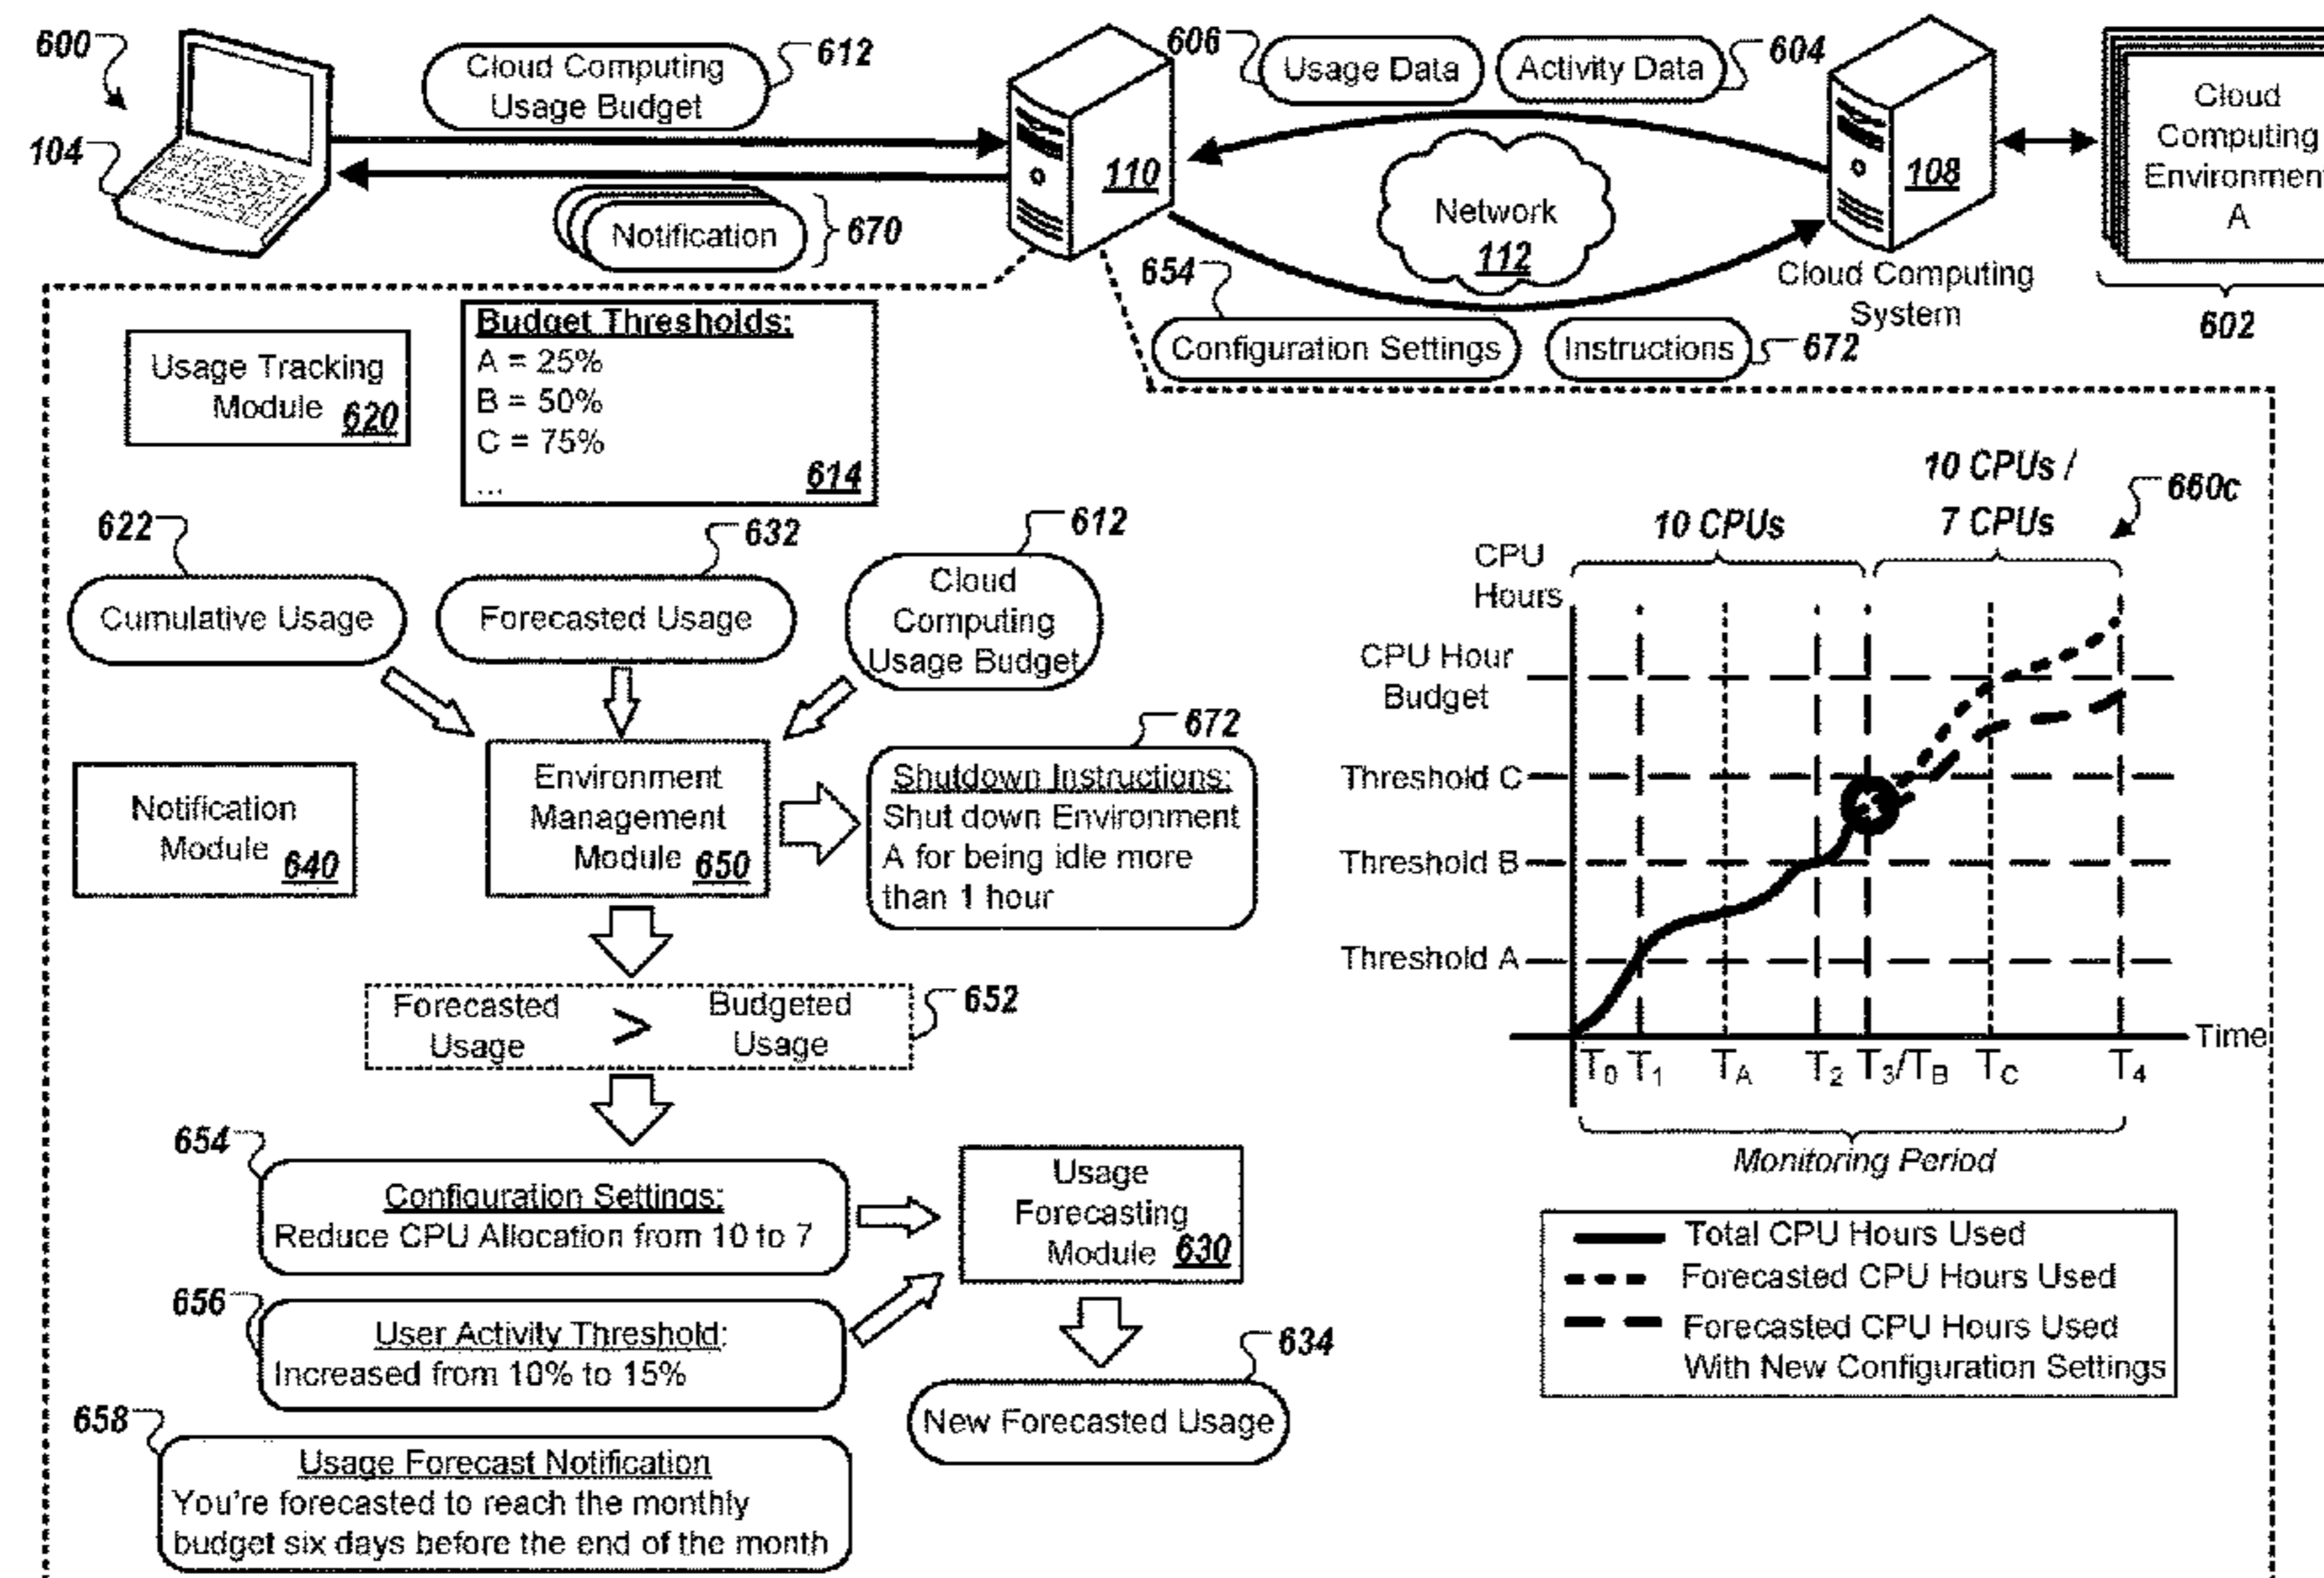 600
104
Cloud Computing
Usage Budget
612
Notification
670
110
606
Usage Data
Activity Data
604
Network
112
108
Cloud Computing
System
Cloud
Computing
Environment
A
602
654
Configuration Settings
Instructions
672
Usage Tracking
Module 620
Budget Thresholds:
A = 25%
B = 50%
C = 75%
...
614
622
Cumulative Usage
632
Forecasted Usage
612
Cloud
Computing
Usage Budget
Notification
Module 640
Environment
Management
Module 650
672
Shutdown Instructions:
Shut down Environment
A for being idle more
than 1 hour
Forecasted
Usage
>
Budgeted
Usage
652
654
Configuration Settings:
Reduce CPU Allocation from 10 to 7
656
User Activity Threshold:
Increased from 10% to 15%
658
Usage Forecast Notification
You're forecasted to reach the monthly
budget six days before the end of the month
Usage
Forecasting
Module 630
634
New Forecasted Usage
10 CPUs
10 CPUs /
7 CPUs
660c
CPU
Hours
CPU Hour
Budget
Threshold C
Threshold B
Threshold A
Time
T0 T1 TA T2 T3/TB TC T4
Monitoring Period
Total CPU Hours Used
Forecasted CPU Hours Used
Forecasted CPU Hours Used
With New Configuration Settings